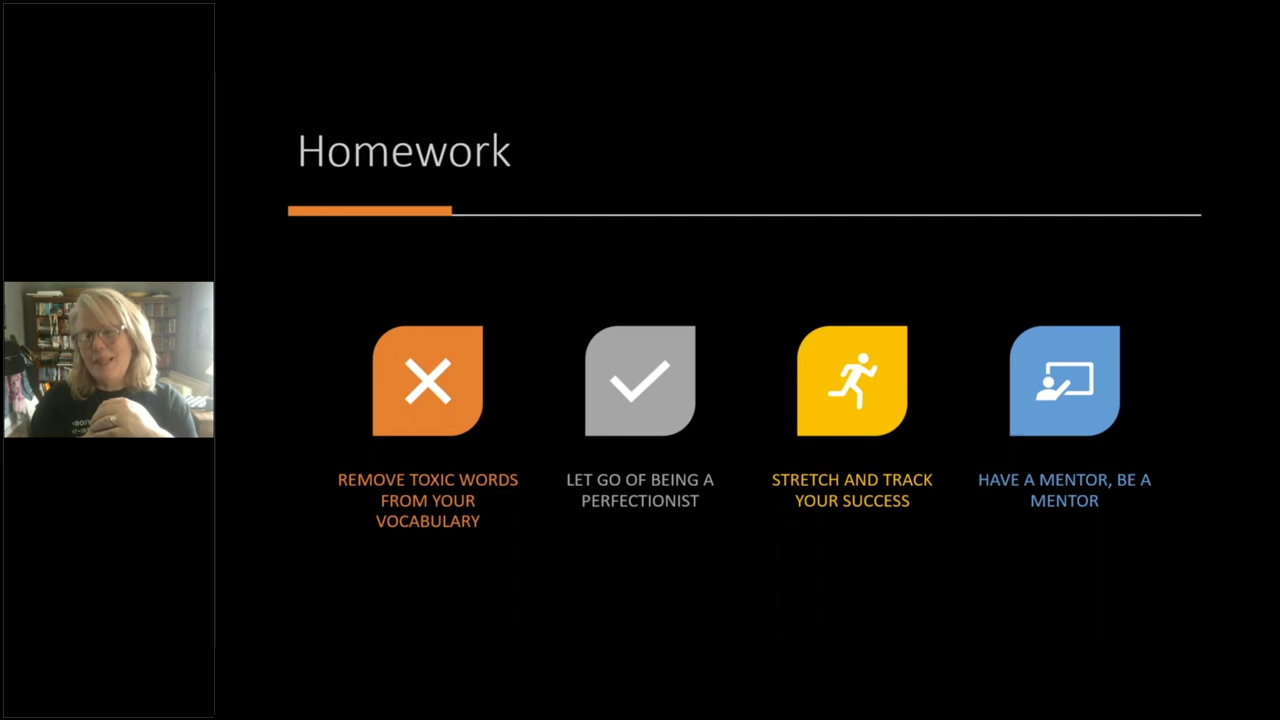 Homework
REMOVE TOXIC WORDS
FROM YOUR
VOCABULARY
LET GO OF BEING A
PERFECTIONIST
STRETCH AND TRACK
YOUR SUCCESS
HAVE A MENTOR, BE A
MENTOR